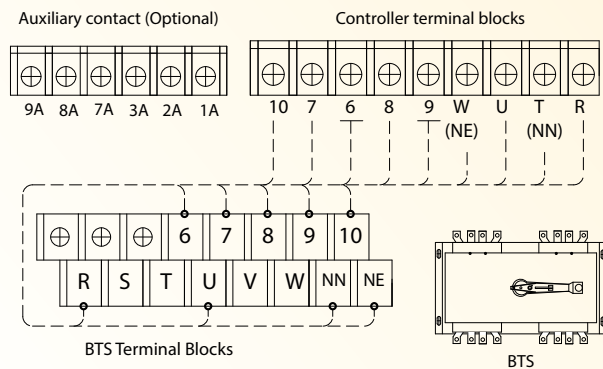 Auxiliary contact (Optional)
Controller terminal blocks
9A 8A 7A 3A 2A 1A
10 7 6 8 9 W U T R
(NE) (NN)
6 7 8 9 10
R S T U V W NN NE
BTS Terminal Blocks
BTS